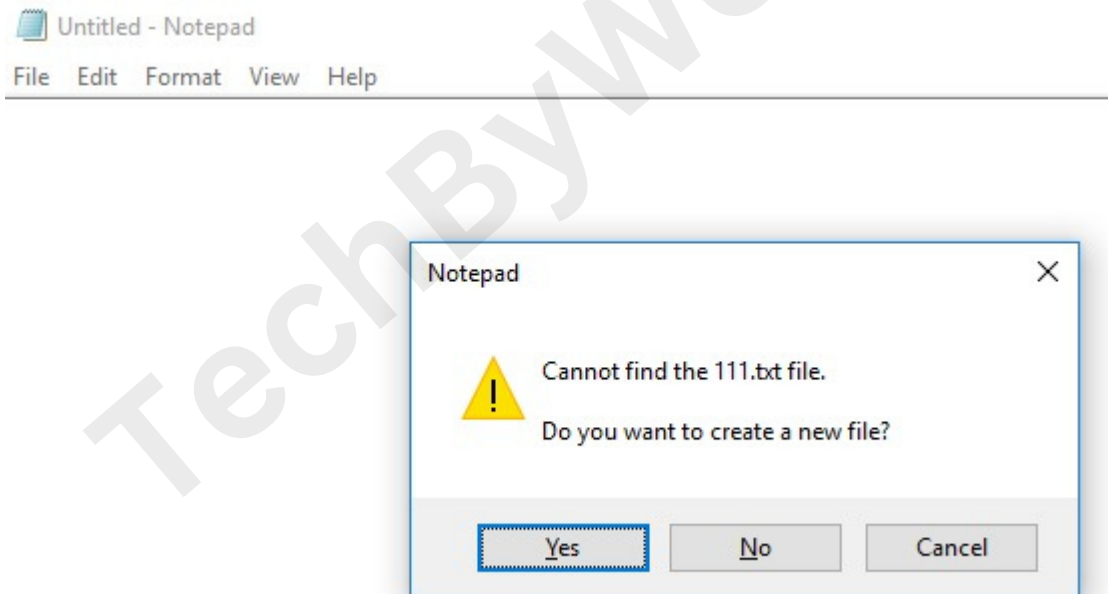 Untitled - Notepad
File Edit Format View Help
Notepad
Cannot find the 111.txt file.
Do you want to create a new file?
Yes No Cancel